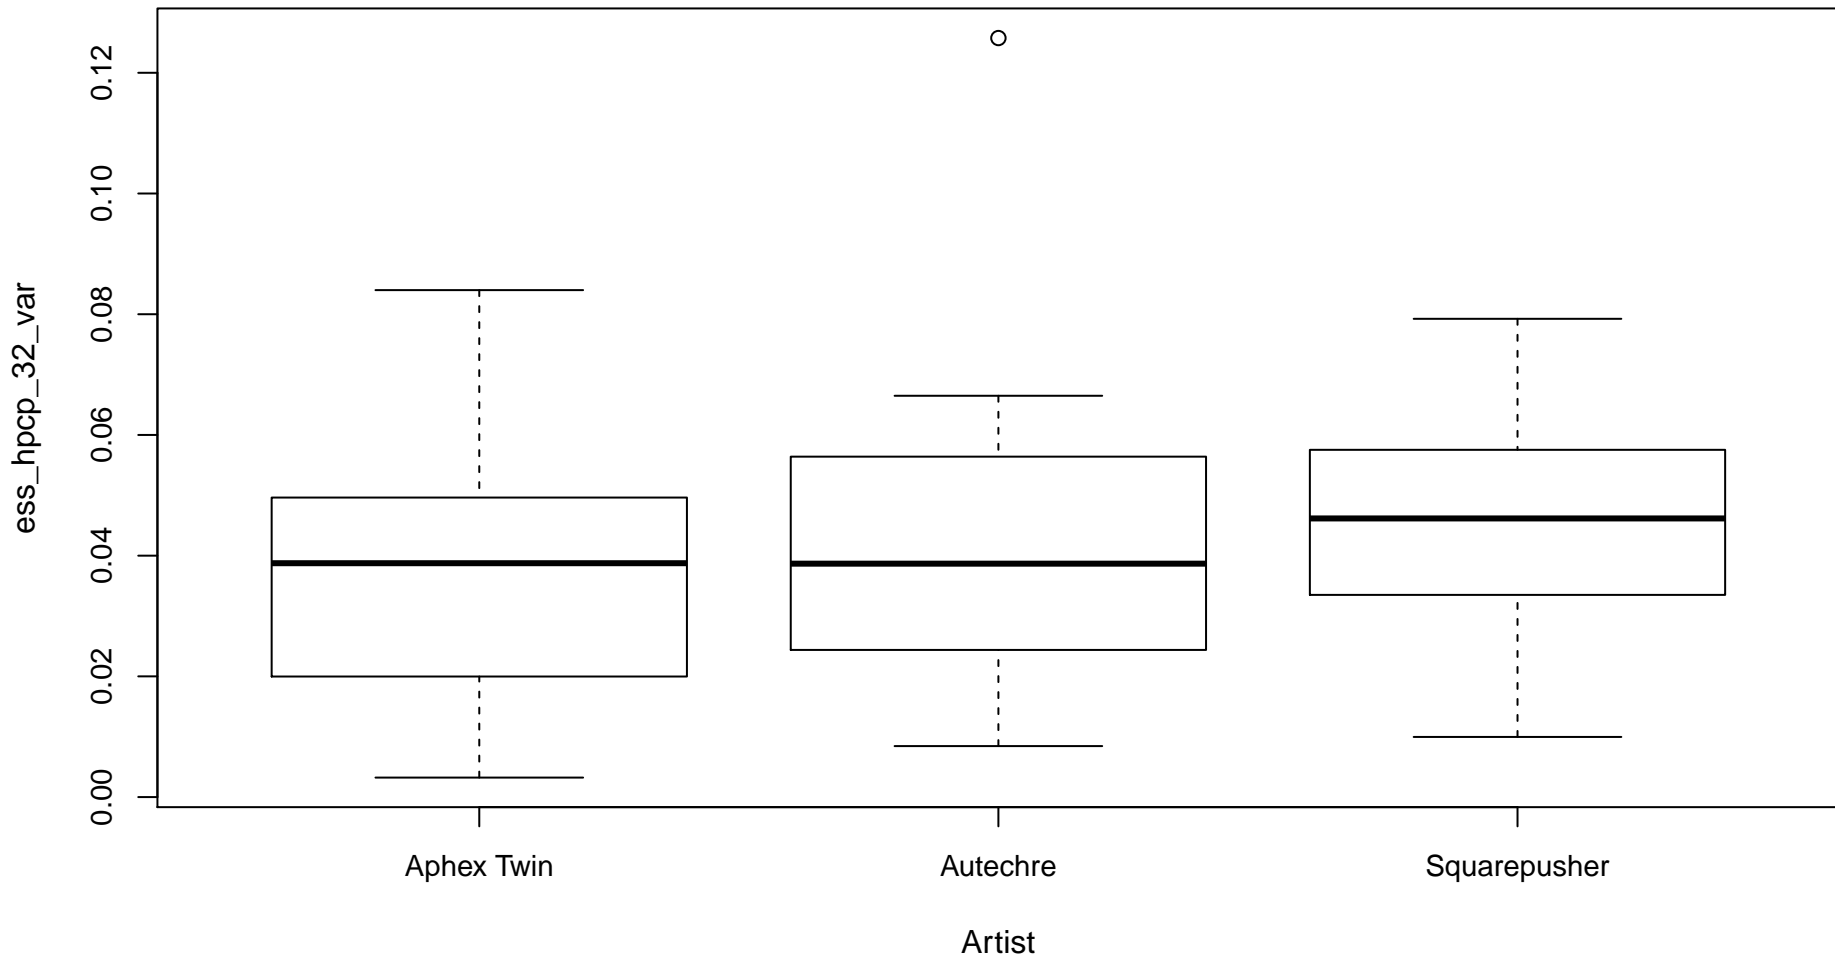 ess_hpcp_32_var
0.12
0.10
0.08
0.06
0.04
0.02
0.00
Aphex Twin
Autechre
Squarepusher
Artist